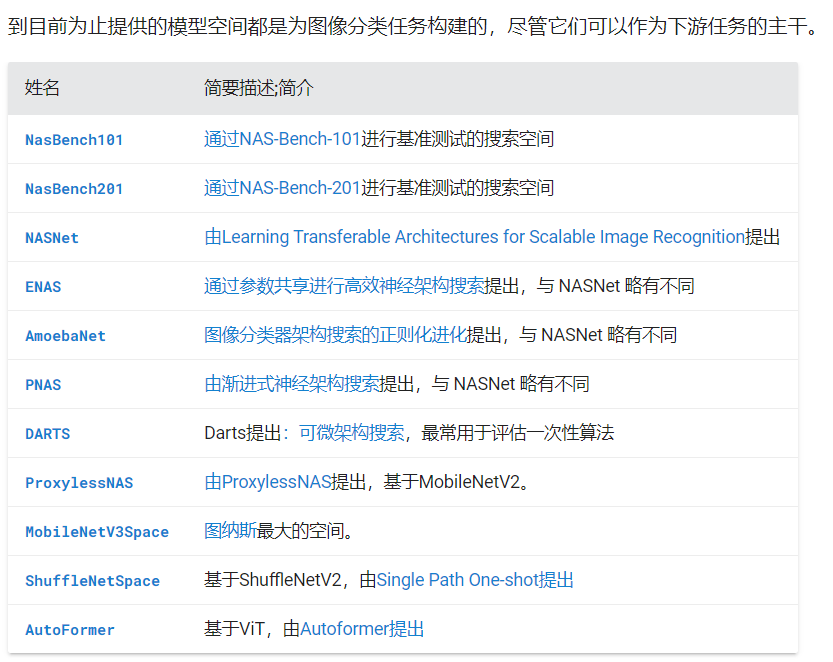 到目前为止提供的模型空间都是为图像分类任务构建的，尽管它们可以作为下游任务的主干。
姓名 简要描述;简介
NasBench101 通过NAS-Bench-101进行基准测试的搜索空间
NasBench201 通过NAS-Bench-201进行基准测试的搜索空间
NASNet 由Learning Transferable Architectures for Scalable Image Recognition提出
ENAS 通过参数共享进行高效神经架构搜索提出，与 NASNet 略有不同
AmoebaNet 图像分类器架构搜索的正则化进化提出，与 NASNet 略有不同
PNAS 由渐进式神经架构搜索提出，与 NASNet 略有不同
DARTS Darts提出：可微架构搜索，最常用于评估一次性算法
ProxylessNAS 由ProxylessNAS提出，基于MobileNetV2。
MobileNetV3Space 图纳斯最大的空间。
ShuffleNetSpace 基于ShuffleNetV2，由Single Path One-shot提出
AutoFormer 基于ViT，由Autoformer提出